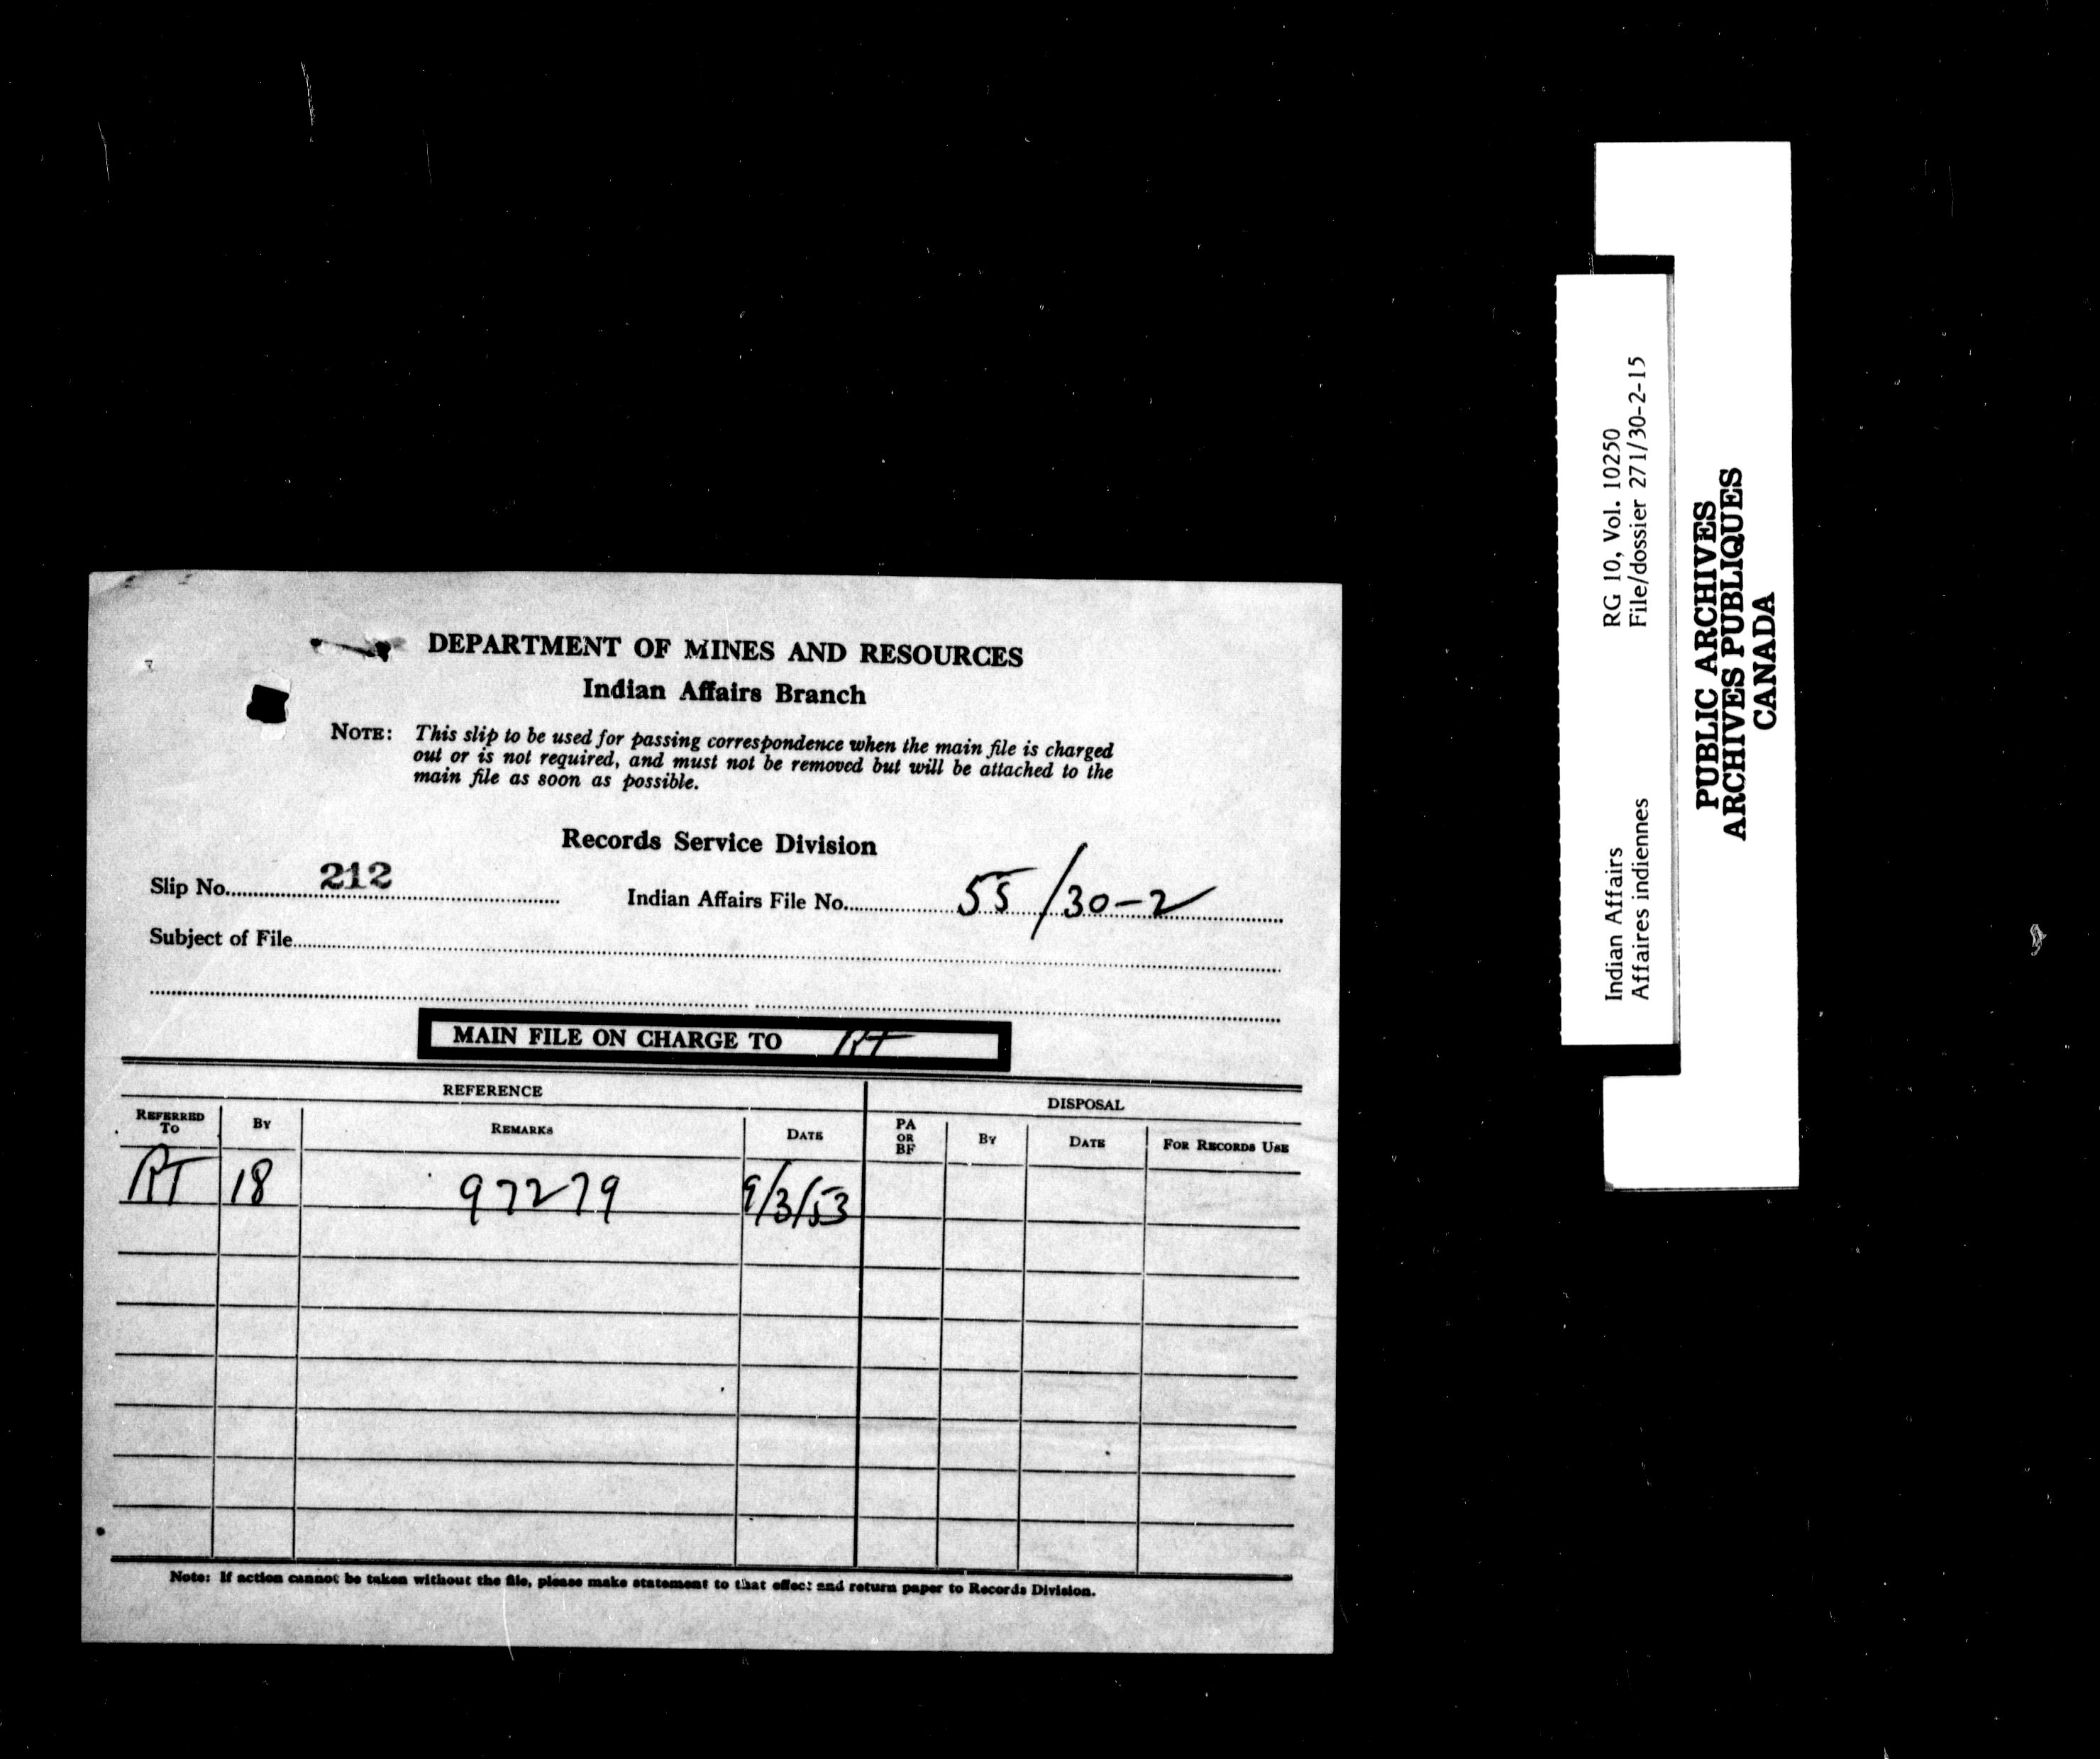 DEPARTMENT OF MINES AND RESOURCES
Indian Affairs Branch
NOTE: This slip to be used for passing correspondence when the main file is charged
out or is not required, and must not be removed but will be attached to the
main file as soon as possible.
Records Service Division
Slip No. 212 Indian Affairs File No. 55/30-2
Subject of File
MAIN FILE ON CHARGE TO RT
REFERENCE DISPOSAL
REFERRED TO BY REMARKS DATE PA OR BF BY DATE FOR RECORDS USE
RT 18 97279 9/3/53
Note: If action cannot be taken without the file, please make statement to that effect and return paper to Records Division.
Indian Affairs RG 10, Vol. 10250
Affaires indiennes File/dossier 271/30-2-15
PUBLIC ARCHIVES
ARCHIVES PUBLIQUES
CANADA